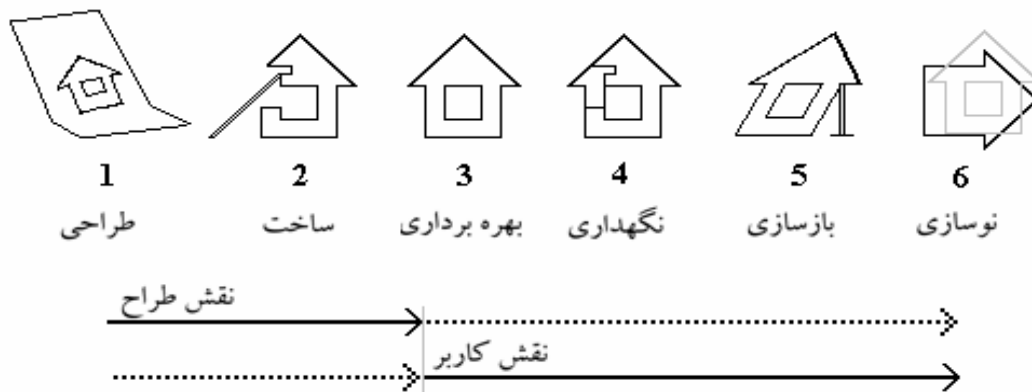 1 2 3 4 5 6
طراحی ساخت بهره برداری نگهداری بازسازی نوسازی
نقش طراح
نقش کاربر